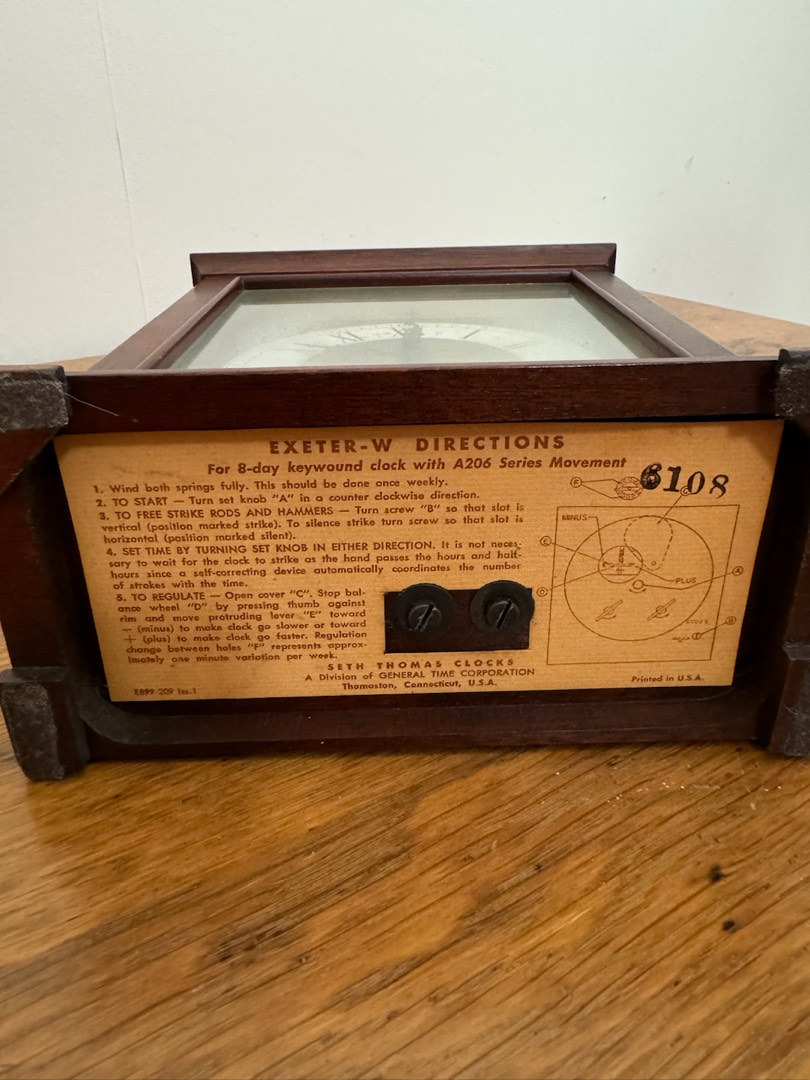 EXETER-W DIRECTIONS
For 8-day keywound clock with A206 Series Movement
6108
1. Wind both springs fully. This should be done once weekly.
2. TO START — Turn set knob "A" in a counter clockwise direction.
3. TO FREE STRIKE RODS AND HAMMERS — Turn screw "B" so that slot is
vertical (position marked strike). To silence strike turn screw so that slot is
horizontal (position marked silent).
4. SET TIME BY TURNING SET KNOB IN EITHER DIRECTION. It is not neces-
sary to wait for the clock to strike as the hand passes the hours and half-
hours since a self-correcting device automatically coordinates the number
of strokes with the time.
5. TO REGULATE — Open cover "C". Stop bal-
ance wheel "D" by pressing thumb against
rim and move protruding lever "E" toward
— (minus) to make clock go slower or toward
+ (plus) to make clock go faster. Regulation
change between holes "F" represents approx-
imately one minute variation per week.
F
C
MINUS
E
PLUS
A
D
B
SETH THOMAS CLOCKS
A Division of GENERAL TIME CORPORATION
Thomaston, Connecticut, U.S.A.
E899-209 Iss.1
Printed in U.S.A.